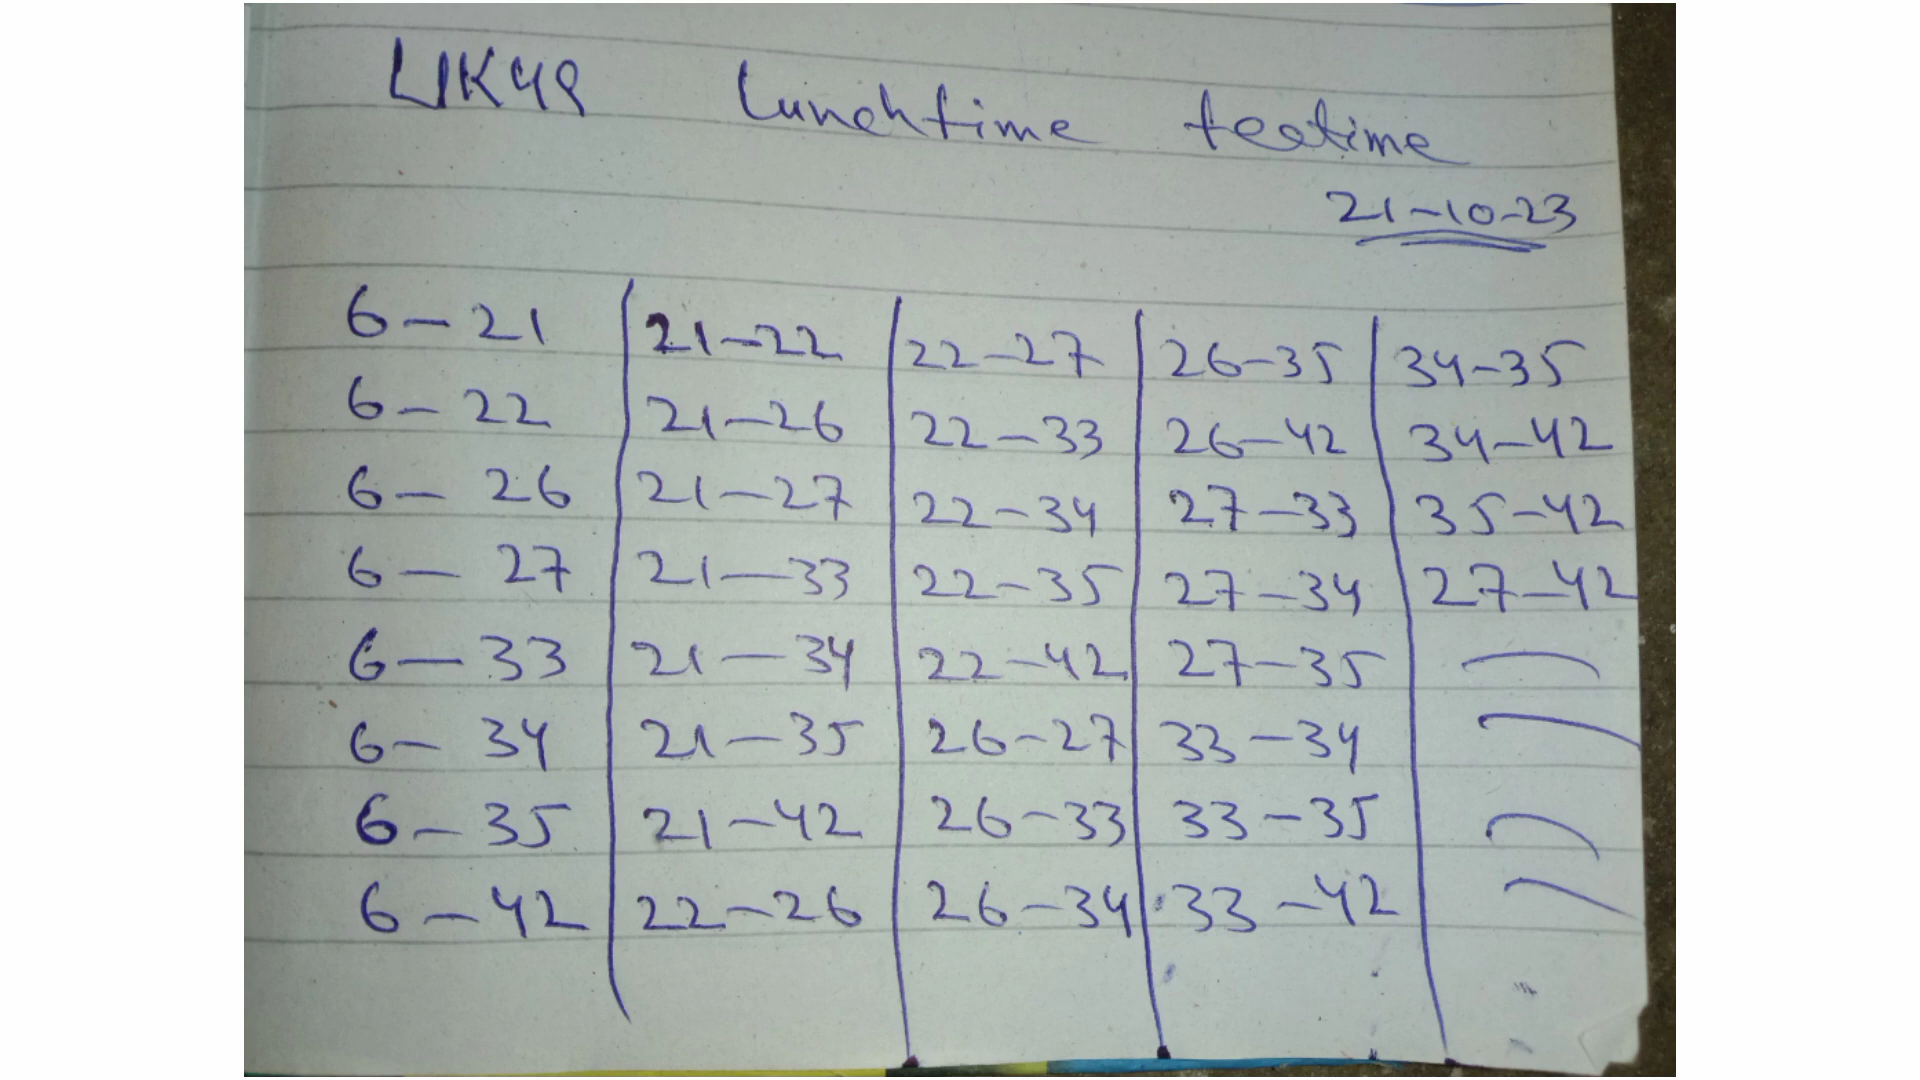 UK49 lunchtime teatime
21-10-23
6-21 21-22 22-27 26-35 34-35
6-22 21-26 22-33 26-42 34-42
6-26 21-27 22-34 27-33 35-42
6-27 21-33 22-35 27-34 27-42
6-33 21-34 22-42 27-35 —
6-34 21-35 26-27 33-34 —
6-35 21-42 26-33 33-35 —
6-42 22-26 26-34 33-42 —